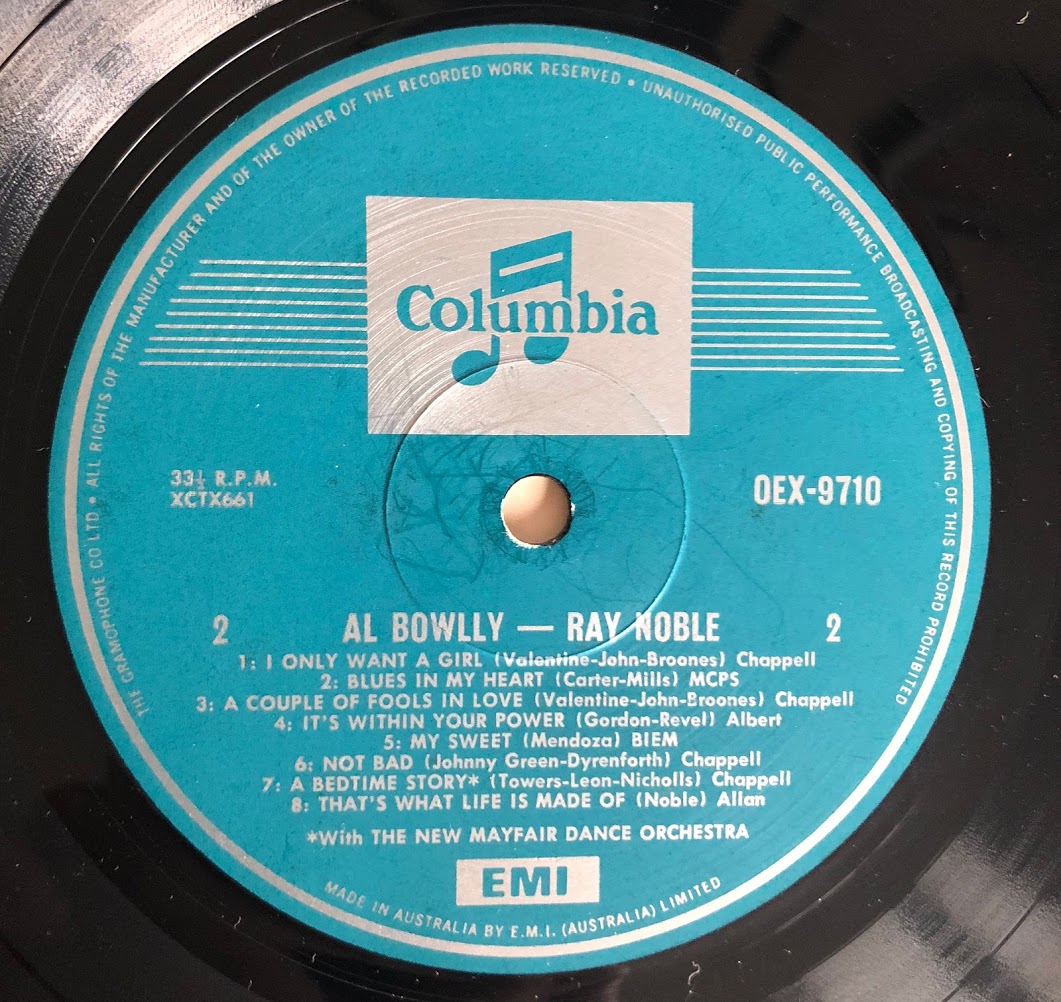 THE GRAMOPHONE CO LTD • ALL RIGHTS OF THE MANUFACTURER AND OF THE OWNER OF THE RECORDED WORK RESERVED • UNAUTHORISED PUBLIC PERFORMANCE BROADCASTING AND COPYING OF THIS RECORD PROHIBITED
Columbia
33⅓ R.P.M.
XCTX661
OEX-9710
2 AL BOWLLY — RAY NOBLE 2
1: I ONLY WANT A GIRL (Valentine-John-Broones) Chappell
2: BLUES IN MY HEART (Carter-Mills) MCPS
3: A COUPLE OF FOOLS IN LOVE (Valentine-John-Broones) Chappell
4: IT'S WITHIN YOUR POWER (Gordon-Revel) Albert
5: MY SWEET (Mendoza) BIEM
6: NOT BAD (Johnny Green-Dyrenforth) Chappell
7: A BEDTIME STORY* (Towers-Leon-Nicholls) Chappell
8: THAT'S WHAT LIFE IS MADE OF (Noble) Allan
*With THE NEW MAYFAIR DANCE ORCHESTRA
EMI
MADE IN AUSTRALIA BY E.M.I. (AUSTRALIA) LIMITED